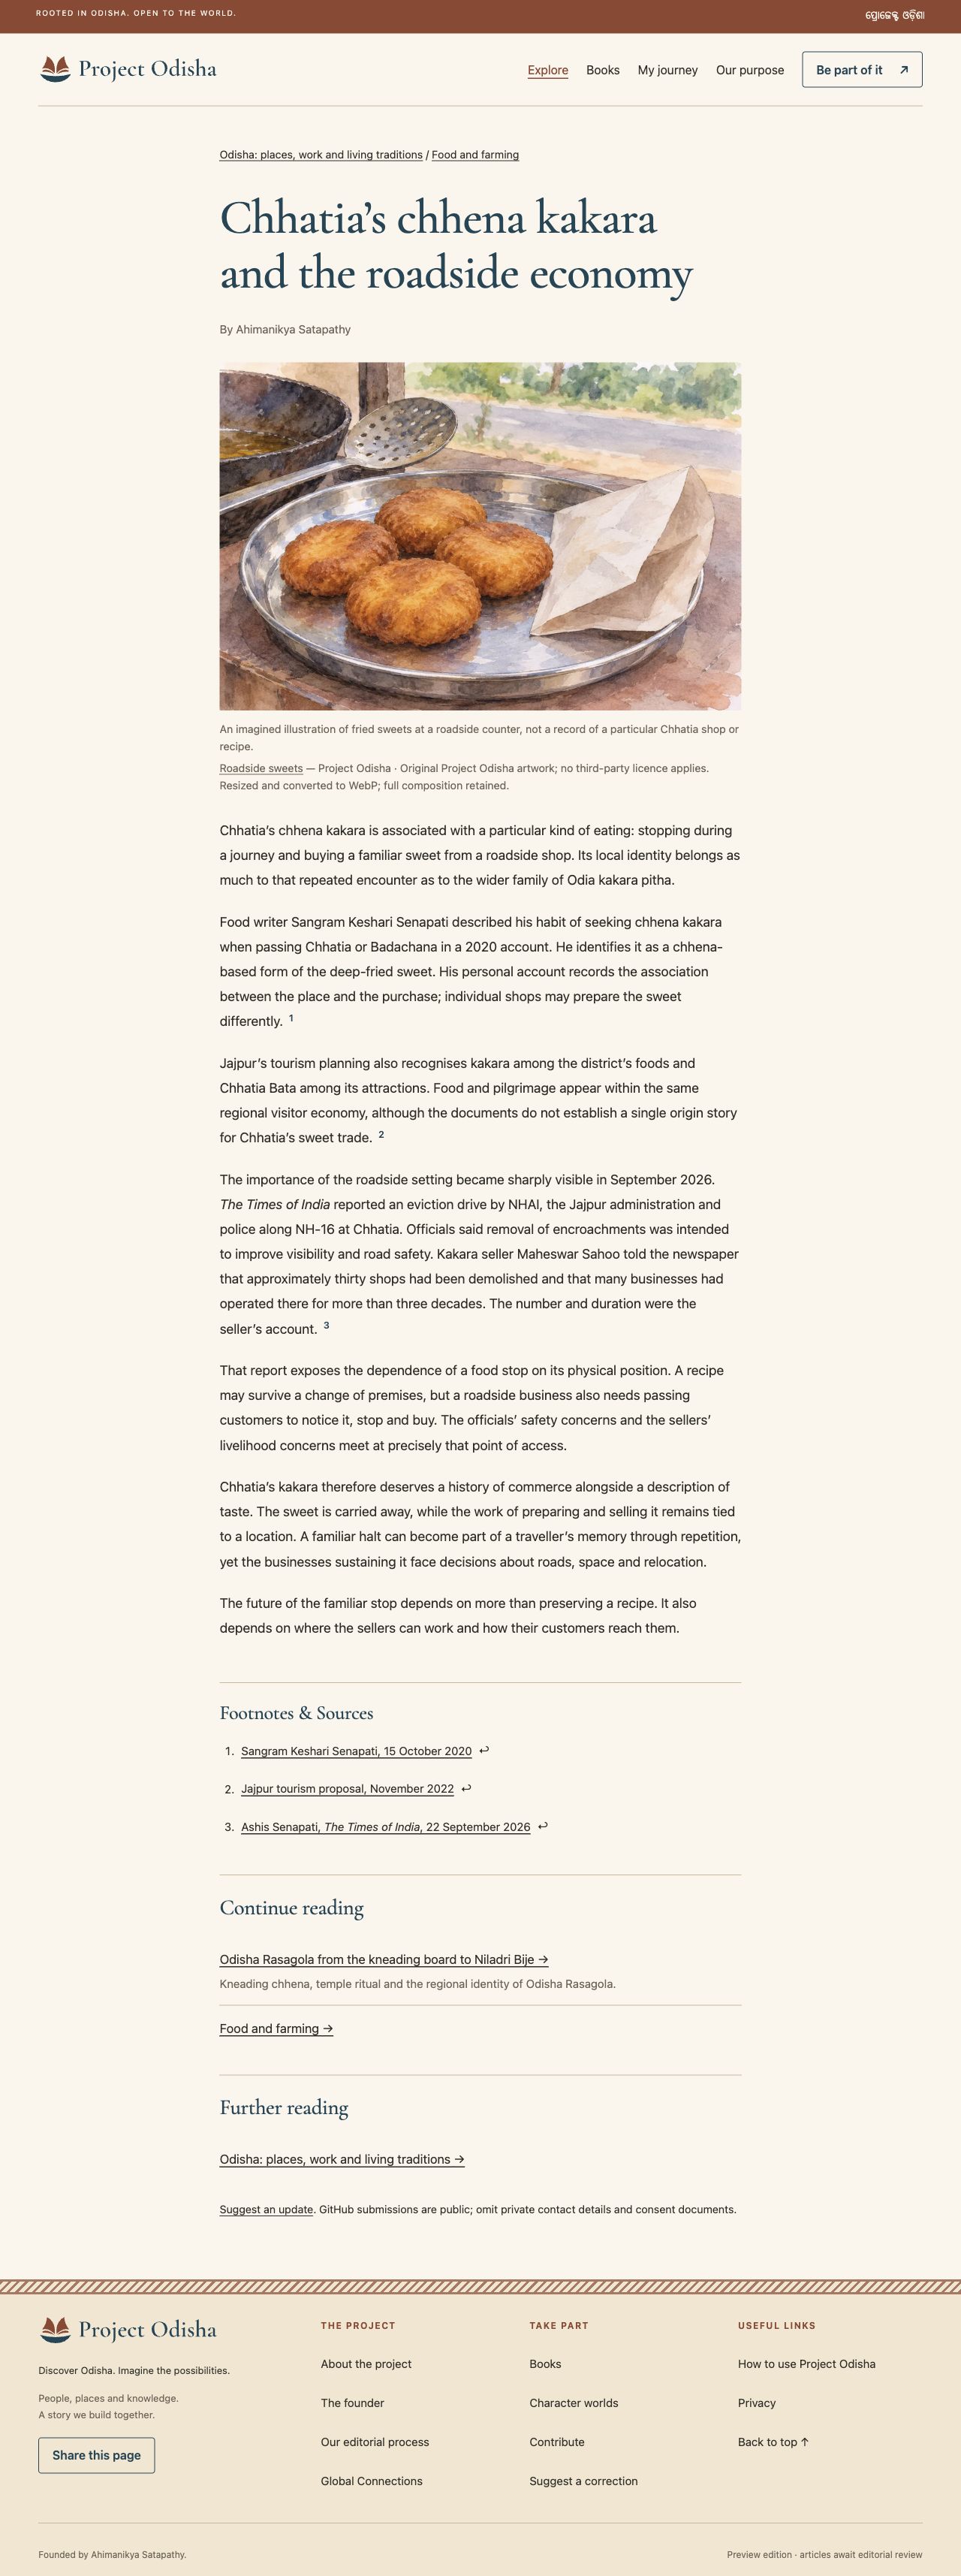 ROOTED IN ODISHA. OPEN TO THE WORLD.
ପ୍ରୋଜେକ୍ଟ ଓଡ଼ିଶା
Project Odisha
Explore
Books
My journey
Our purpose
Be part of it ↗
Odisha: places, work and living traditions / Food and farming
Chhatia’s chhena kakara
and the roadside economy
By Ahimanikya Satapathy
An imagined illustration of fried sweets at a roadside counter, not a record of a particular Chhatia shop or
recipe.
Roadside sweets — Project Odisha · Original Project Odisha artwork; no third-party licence applies.
Resized and converted to WebP; full composition retained.
Chhatia’s chhena kakara is associated with a particular kind of eating: stopping during
a journey and buying a familiar sweet from a roadside shop. Its local identity belongs as
much to that repeated encounter as to the wider family of Odia kakara pitha.
Food writer Sangram Keshari Senapati described his habit of seeking chhena kakara
when passing Chhatia or Badachana in a 2020 account. He identifies it as a chhena-
based form of the deep-fried sweet. His personal account records the association
between the place and the purchase; individual shops may prepare the sweet
differently. 1
Jajpur’s tourism planning also recognises kakara among the district’s foods and
Chhatia Bata among its attractions. Food and pilgrimage appear within the same
regional visitor economy, although the documents do not establish a single origin story
for Chhatia’s sweet trade. 2
The importance of the roadside setting became sharply visible in September 2026.
The Times of India reported an eviction drive by NHAI, the Jajpur administration and
police along NH-16 at Chhatia. Officials said removal of encroachments was intended
to improve visibility and road safety. Kakara seller Maheswar Sahoo told the newspaper
that approximately thirty shops had been demolished and that many businesses had
operated there for more than three decades. The number and duration were the
seller’s account. 3
That report exposes the dependence of a food stop on its physical position. A recipe
may survive a change of premises, but a roadside business also needs passing
customers to notice it, stop and buy. The officials’ safety concerns and the sellers’
livelihood concerns meet at precisely that point of access.
Chhatia’s kakara therefore deserves a history of commerce alongside a description of
taste. The sweet is carried away, while the work of preparing and selling it remains tied
to a location. A familiar halt can become part of a traveller’s memory through repetition,
yet the businesses sustaining it face decisions about roads, space and relocation.
The future of the familiar stop depends on more than preserving a recipe. It also
depends on where the sellers can work and how their customers reach them.
Footnotes & Sources
1. Sangram Keshari Senapati, 15 October 2020 ↩
2. Jajpur tourism proposal, November 2022 ↩
3. Ashis Senapati, The Times of India, 22 September 2026 ↩
Continue reading
Odisha Rasagola from the kneading board to Niladri Bije →
Kneading chhena, temple ritual and the regional identity of Odisha Rasagola.
Food and farming →
Further reading
Odisha: places, work and living traditions →
Suggest an update. GitHub submissions are public; omit private contact details and consent documents.
Project Odisha
Discover Odisha. Imagine the possibilities.
People, places and knowledge.
A story we build together.
Share this page
THE PROJECT
About the project
The founder
Our editorial process
Global Connections
TAKE PART
Books
Character worlds
Contribute
Suggest a correction
USEFUL LINKS
How to use Project Odisha
Privacy
Back to top ↑
Founded by Ahimanikya Satapathy.
Preview edition · articles await editorial review